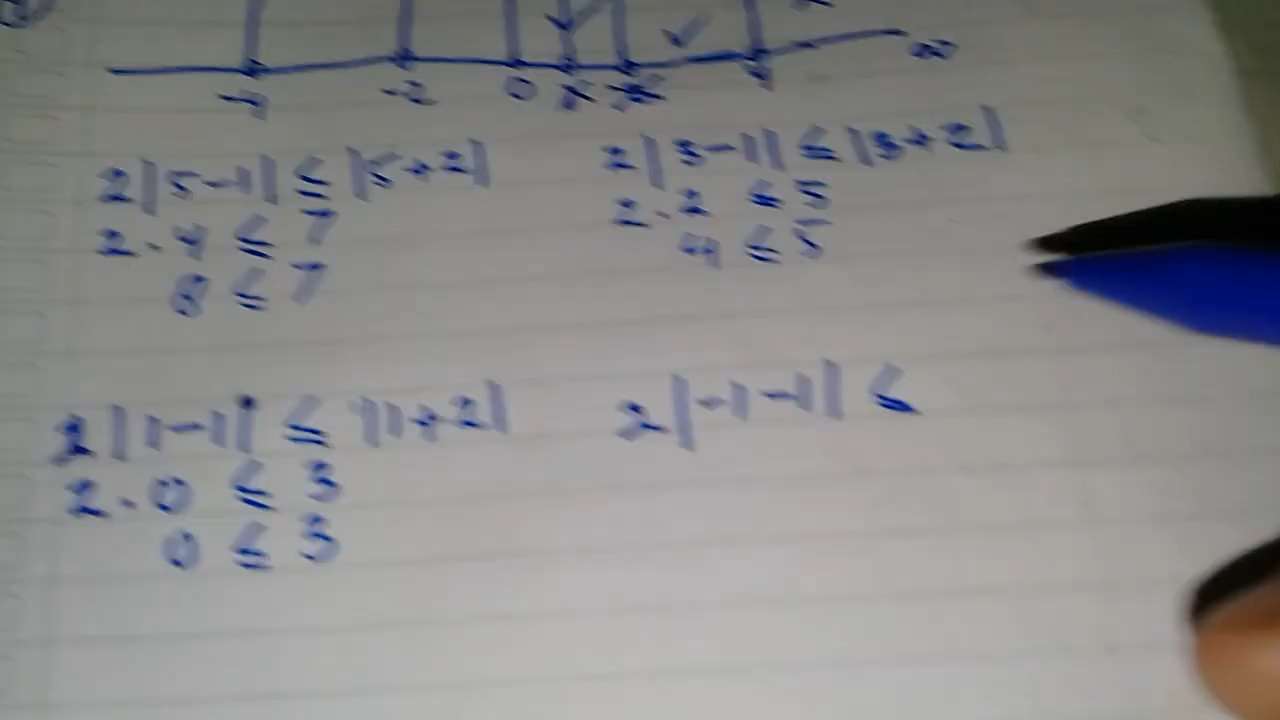 -4 -2 0 4 ∞
2|5-1| ≤ |5+2|
2.4 ≤ 7
8 ≤ 7
2|3-1| ≤ |3+2|
2.2 ≤ 5
4 ≤ 5
2|1-1| ≤ |1+2|
2.0 ≤ 3
0 ≤ 3
2|-1-1| ≤